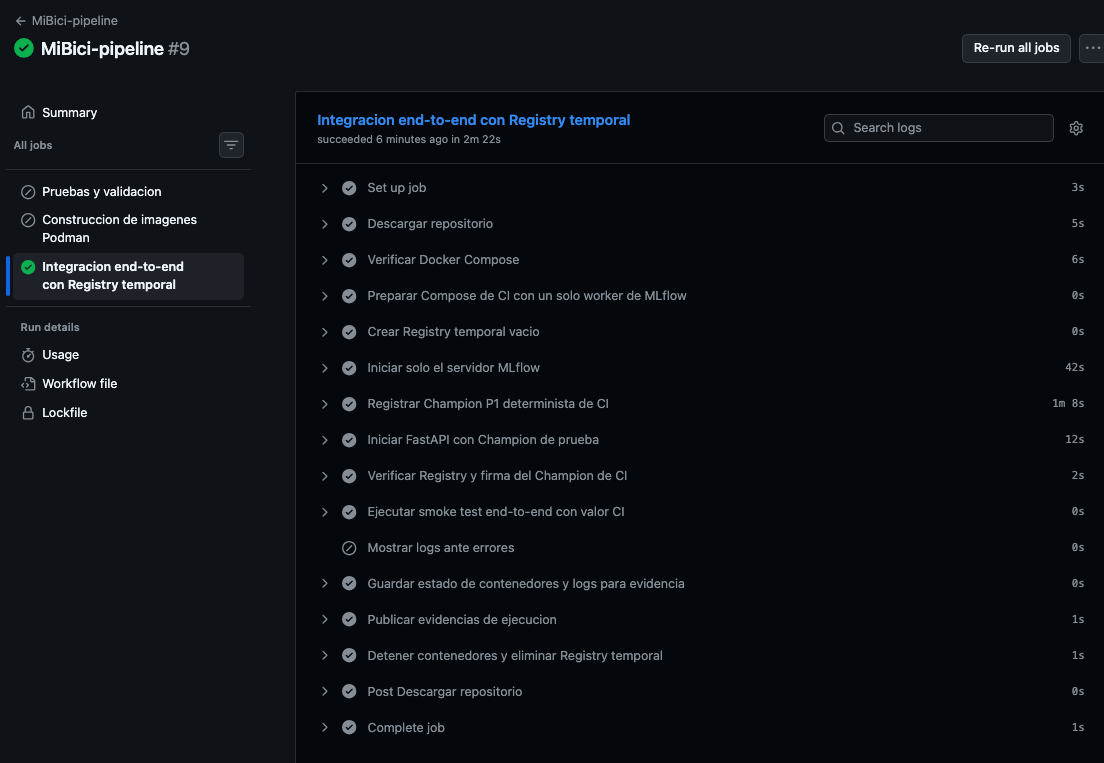 MiBici-pipeline
MiBici-pipeline #9
Re-run all jobs
Summary
All jobs
Pruebas y validacion
Construccion de imagenes
Podman
Integracion end-to-end
con Registry temporal
Run details
Usage
Workflow file
Lockfile
Integracion end-to-end con Registry temporal
succeeded 6 minutes ago in 2m 22s
Search logs
Set up job 3s
Descargar repositorio 5s
Verificar Docker Compose 6s
Preparar Compose de CI con un solo worker de MLflow 0s
Crear Registry temporal vacio 0s
Iniciar solo el servidor MLflow 42s
Registrar Champion P1 determinista de CI 1m 8s
Iniciar FastAPI con Champion de prueba 12s
Verificar Registry y firma del Champion de CI 2s
Ejecutar smoke test end-to-end con valor CI 0s
Mostrar logs ante errores 0s
Guardar estado de contenedores y logs para evidencia 0s
Publicar evidencias de ejecucion 1s
Detener contenedores y eliminar Registry temporal 1s
Post Descargar repositorio 0s
Complete job 1s